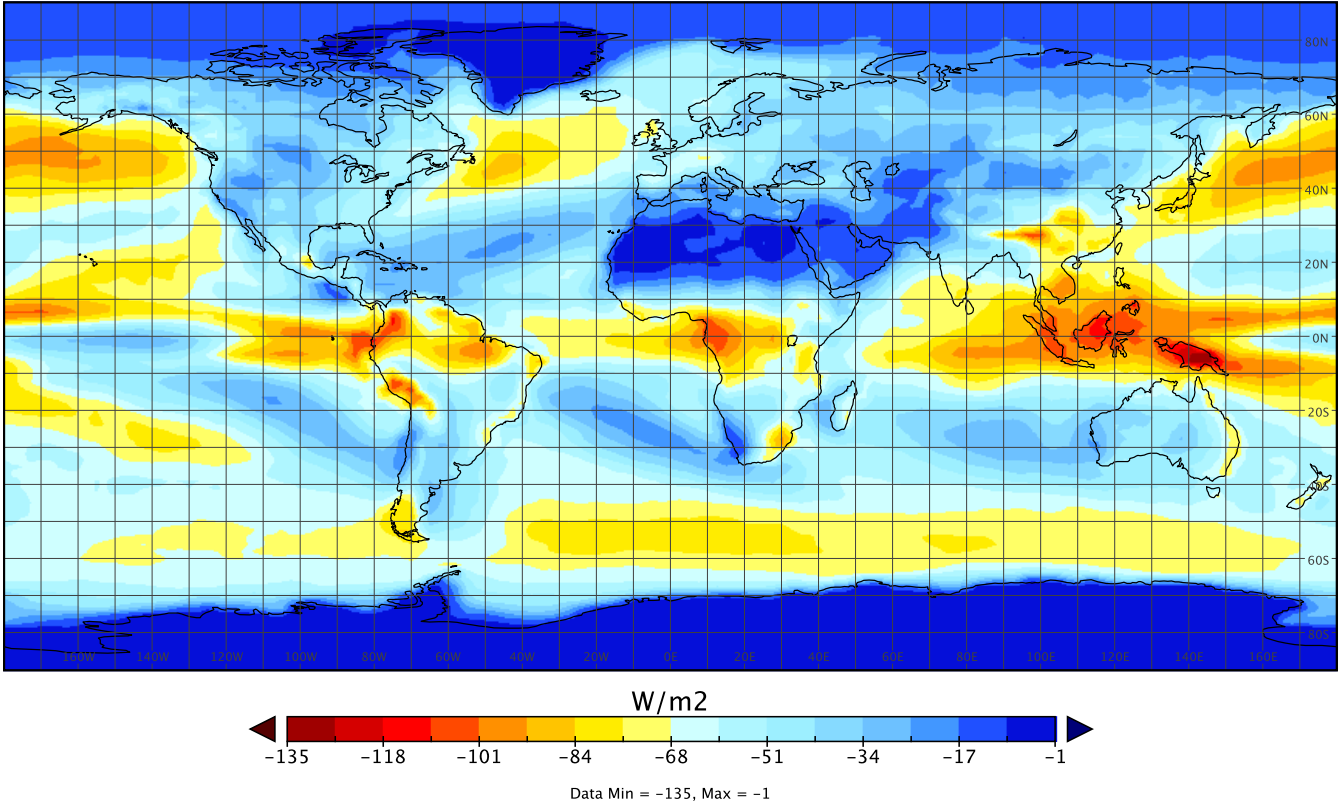 80N
60N
40N
20N
0N
20S
40S
60S
80S
160W 140W 120W 100W 80W 60W 40W 20W 0E 20E 40E 60E 80E 100E 120E 140E 160E
W/m2
−135 −118 −101 −84 −68 −51 −34 −17 −1
Data Min = −135, Max = −1